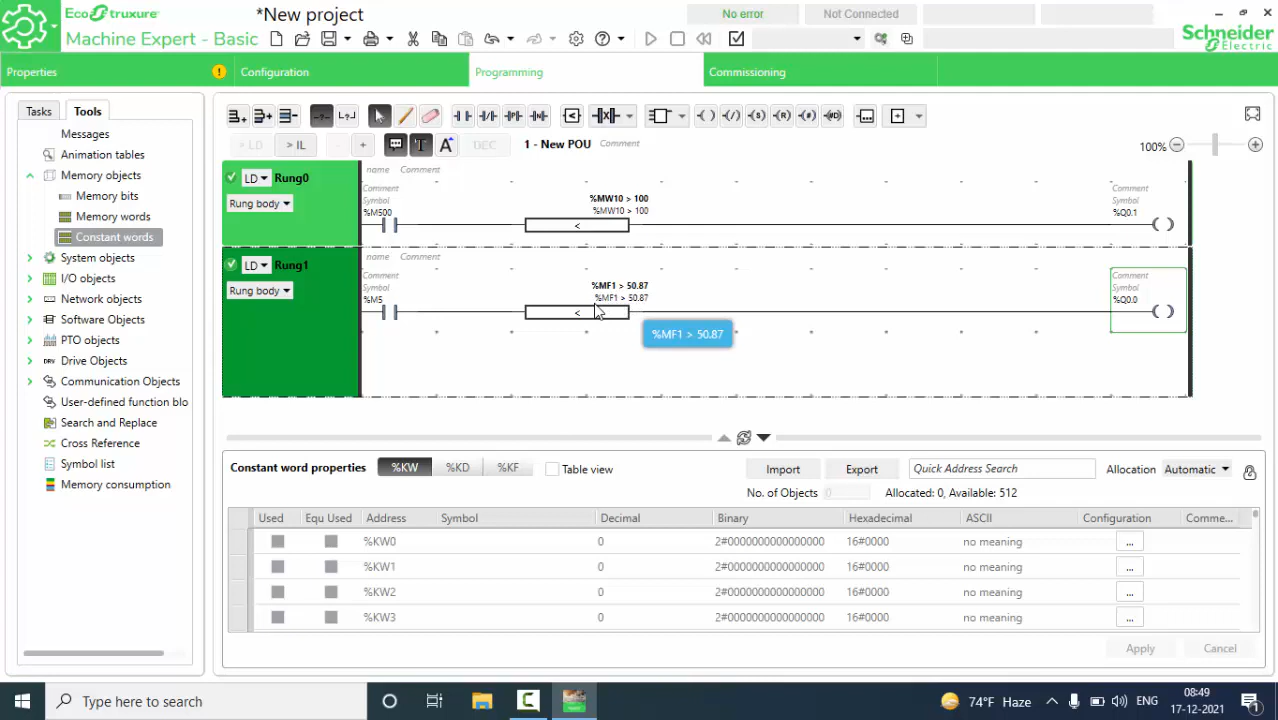 EcoStruxure
Machine Expert - Basic
*New project
No error
Not Connected
Schneider
Electric
Properties
!
Configuration
Programming
Commissioning
Tasks
Tools
Messages
Animation tables
Memory objects
Memory bits
Memory words
Constant words
System objects
I/O objects
Network objects
Software Objects
PTO objects
DRV
Drive Objects
Communication Objects
User-defined function blo
Search and Replace
Cross Reference
Symbol list
Memory consumption
> LD
> IL
-
+
T
A
DEC
1 - New POU
Comment
100%
LD
Rung0
Rung body
name
Comment
Comment
Symbol
%M500
%MW10 > 100
%MW10 > 100
<
Comment
Symbol
%Q0.1
LD
Rung1
Rung body
name
Comment
Comment
Symbol
%M5
%MF1 > 50.87
%MF1 > 50.87
<
%MF1 > 50.87
Comment
Symbol
%Q0.0
Constant word properties
%KW
%KD
%KF
Table view
Import
Export
Quick Address Search
Allocation
Automatic
No. of Objects
0
Allocated: 0, Available: 512
Used Equ Used Address Symbol Decimal Binary Hexadecimal ASCII Configuration Comme...
%KW0 0 2#0000000000000000 16#0000 no meaning ...
%KW1 0 2#0000000000000000 16#0000 no meaning ...
%KW2 0 2#0000000000000000 16#0000 no meaning ...
%KW3 0 2#0000000000000000 16#0000 no meaning ...
Apply
Cancel
Type here to search
74°F Haze
ENG
08:49
17-12-2021
1